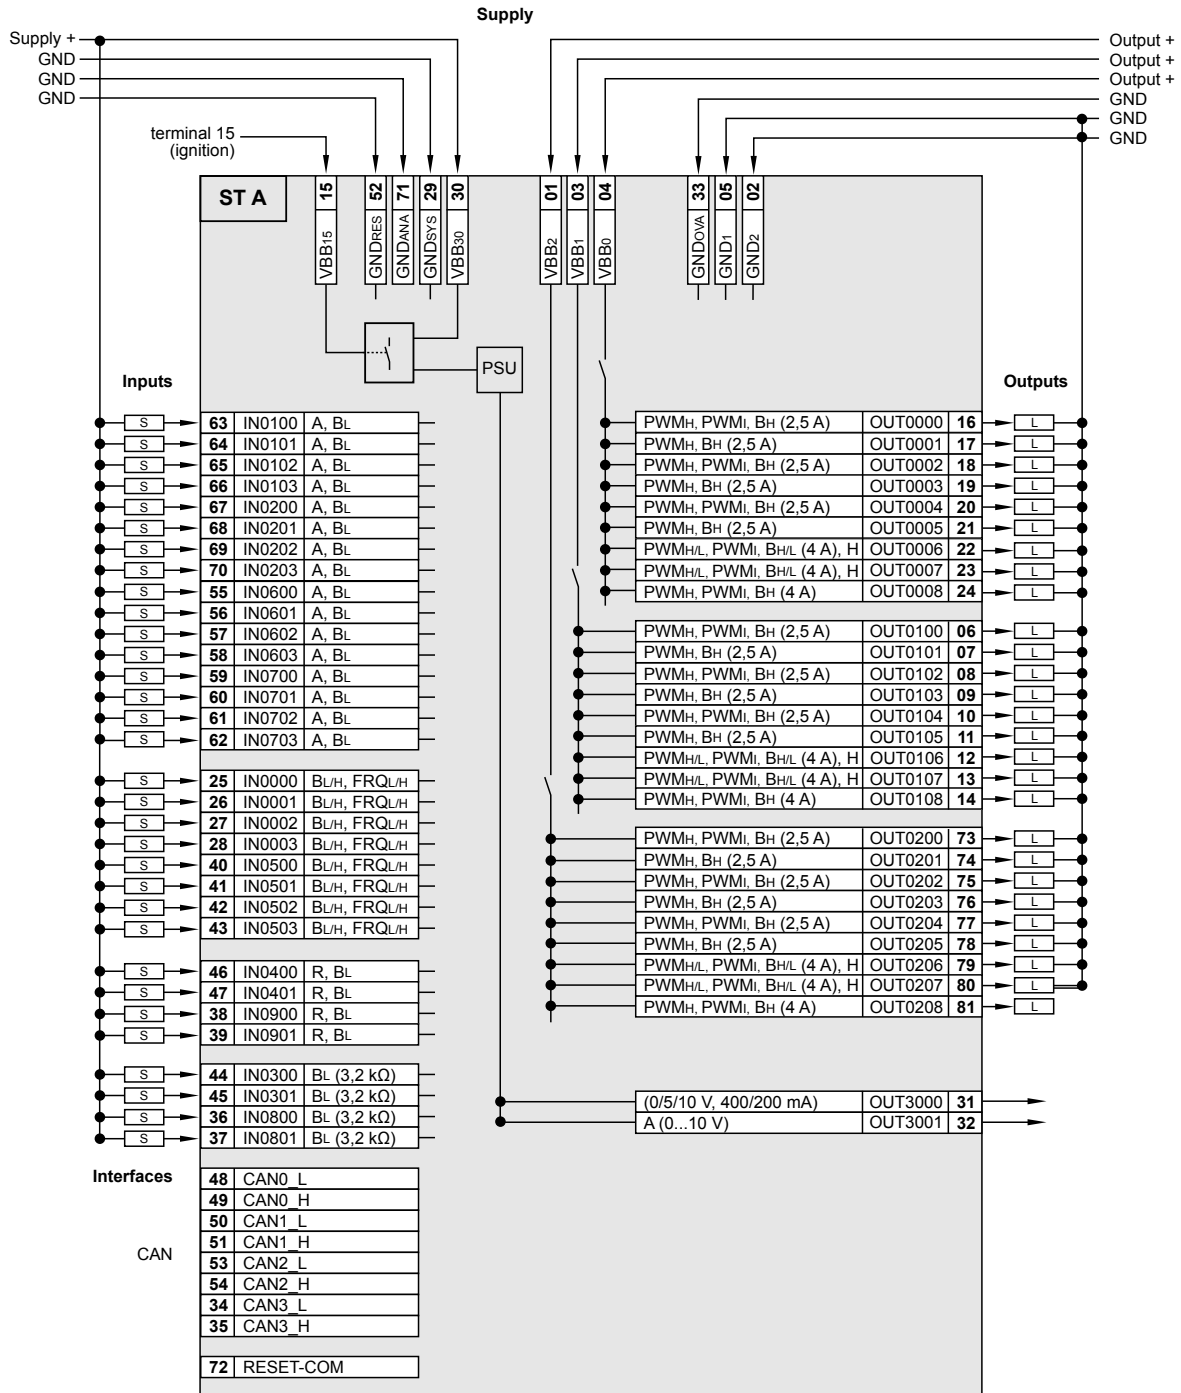 Supply
Supply +
GND
GND
GND
Output +
Output +
Output +
GND
GND
GND
terminal 15
(ignition)
ST A
15 VBB15
52 GNDRES
71 GNDANA
29 GNDSYS
30 VBB30
01 VBB2
03 VBB1
04 VBB0
33 GNDOVA
05 GND1
02 GND2
PSU
Inputs
S 63 IN0100 A, BL
S 64 IN0101 A, BL
S 65 IN0102 A, BL
S 66 IN0103 A, BL
S 67 IN0200 A, BL
S 68 IN0201 A, BL
S 69 IN0202 A, BL
S 70 IN0203 A, BL
S 55 IN0600 A, BL
S 56 IN0601 A, BL
S 57 IN0602 A, BL
S 58 IN0603 A, BL
S 59 IN0700 A, BL
S 60 IN0701 A, BL
S 61 IN0702 A, BL
S 62 IN0703 A, BL
S 25 IN0000 BL/H, FRQL/H
S 26 IN0001 BL/H, FRQL/H
S 27 IN0002 BL/H, FRQL/H
S 28 IN0003 BL/H, FRQL/H
S 40 IN0500 BL/H, FRQL/H
S 41 IN0501 BL/H, FRQL/H
S 42 IN0502 BL/H, FRQL/H
S 43 IN0503 BL/H, FRQL/H
S 46 IN0400 R, BL
S 47 IN0401 R, BL
S 38 IN0900 R, BL
S 39 IN0901 R, BL
S 44 IN0300 BL (3,2 kΩ)
S 45 IN0301 BL (3,2 kΩ)
S 36 IN0800 BL (3,2 kΩ)
S 37 IN0801 BL (3,2 kΩ)
Interfaces
CAN
48 CAN0_L
49 CAN0_H
50 CAN1_L
51 CAN1_H
53 CAN2_L
54 CAN2_H
34 CAN3_L
35 CAN3_H
72 RESET-COM
Outputs
PWMH, PWMI, BH (2,5 A) OUT0000 16 L
PWMH, BH (2,5 A) OUT0001 17 L
PWMH, PWMI, BH (2,5 A) OUT0002 18 L
PWMH, BH (2,5 A) OUT0003 19 L
PWMH, PWMI, BH (2,5 A) OUT0004 20 L
PWMH, BH (2,5 A) OUT0005 21 L
PWMH/L, PWMI, BH/L (4 A), H OUT0006 22 L
PWMH/L, PWMI, BH/L (4 A), H OUT0007 23 L
PWMH, PWMI, BH (4 A) OUT0008 24 L
PWMH, PWMI, BH (2,5 A) OUT0100 06 L
PWMH, BH (2,5 A) OUT0101 07 L
PWMH, PWMI, BH (2,5 A) OUT0102 08 L
PWMH, BH (2,5 A) OUT0103 09 L
PWMH, PWMI, BH (2,5 A) OUT0104 10 L
PWMH, BH (2,5 A) OUT0105 11 L
PWMH/L, PWMI, BH/L (4 A), H OUT0106 12 L
PWMH/L, PWMI, BH/L (4 A), H OUT0107 13 L
PWMH, PWMI, BH (4 A) OUT0108 14 L
PWMH, PWMI, BH (2,5 A) OUT0200 73 L
PWMH, BH (2,5 A) OUT0201 74 L
PWMH, PWMI, BH (2,5 A) OUT0202 75 L
PWMH, BH (2,5 A) OUT0203 76 L
PWMH, PWMI, BH (2,5 A) OUT0204 77 L
PWMH, BH (2,5 A) OUT0205 78 L
PWMH/L, PWMI, BH/L (4 A), H OUT0206 79 L
PWMH/L, PWMI, BH/L (4 A), H OUT0207 80 L
PWMH, PWMI, BH (4 A) OUT0208 81 L
(0/5/10 V, 400/200 mA) OUT3000 31
A (0...10 V) OUT3001 32